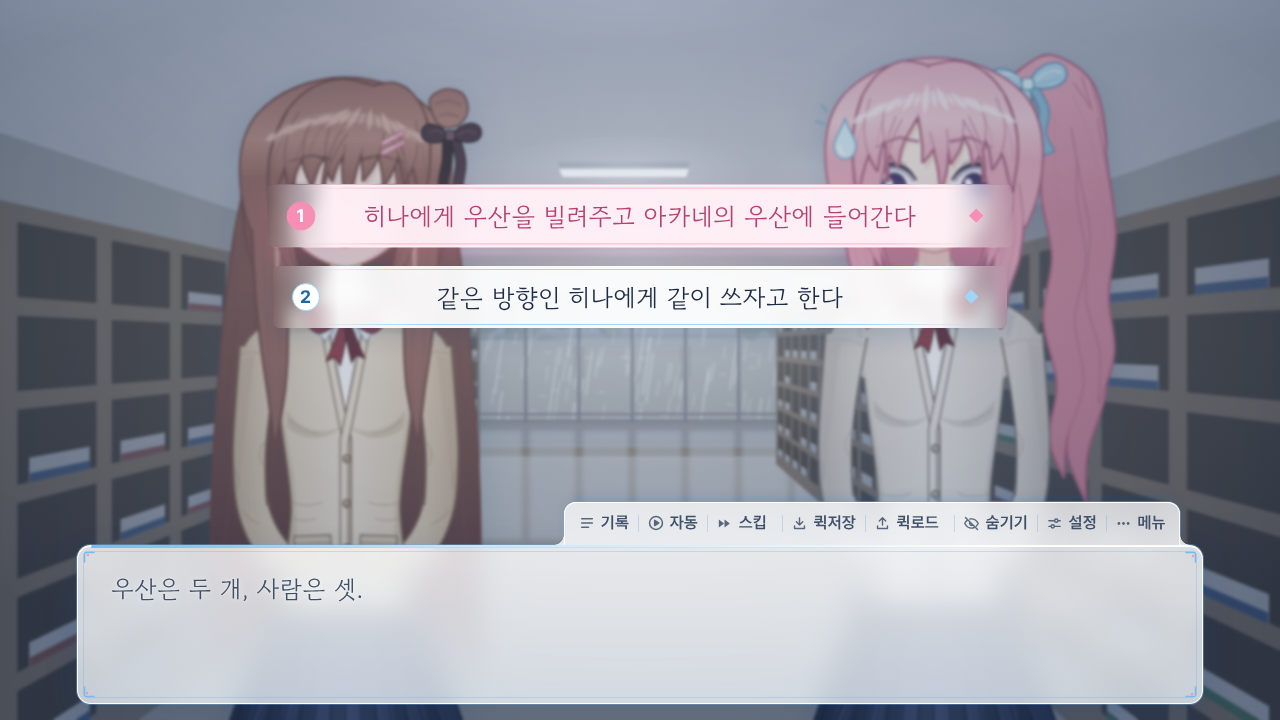 1 히나에게 우산을 빌려주고 아카네의 우산에 들어간다
2 같은 방향인 히나에게 같이 쓰자고 한다
기록 자동 스킵 퀵저장 퀵로드 숨기기 설정 메뉴
우산은 두 개, 사람은 셋.